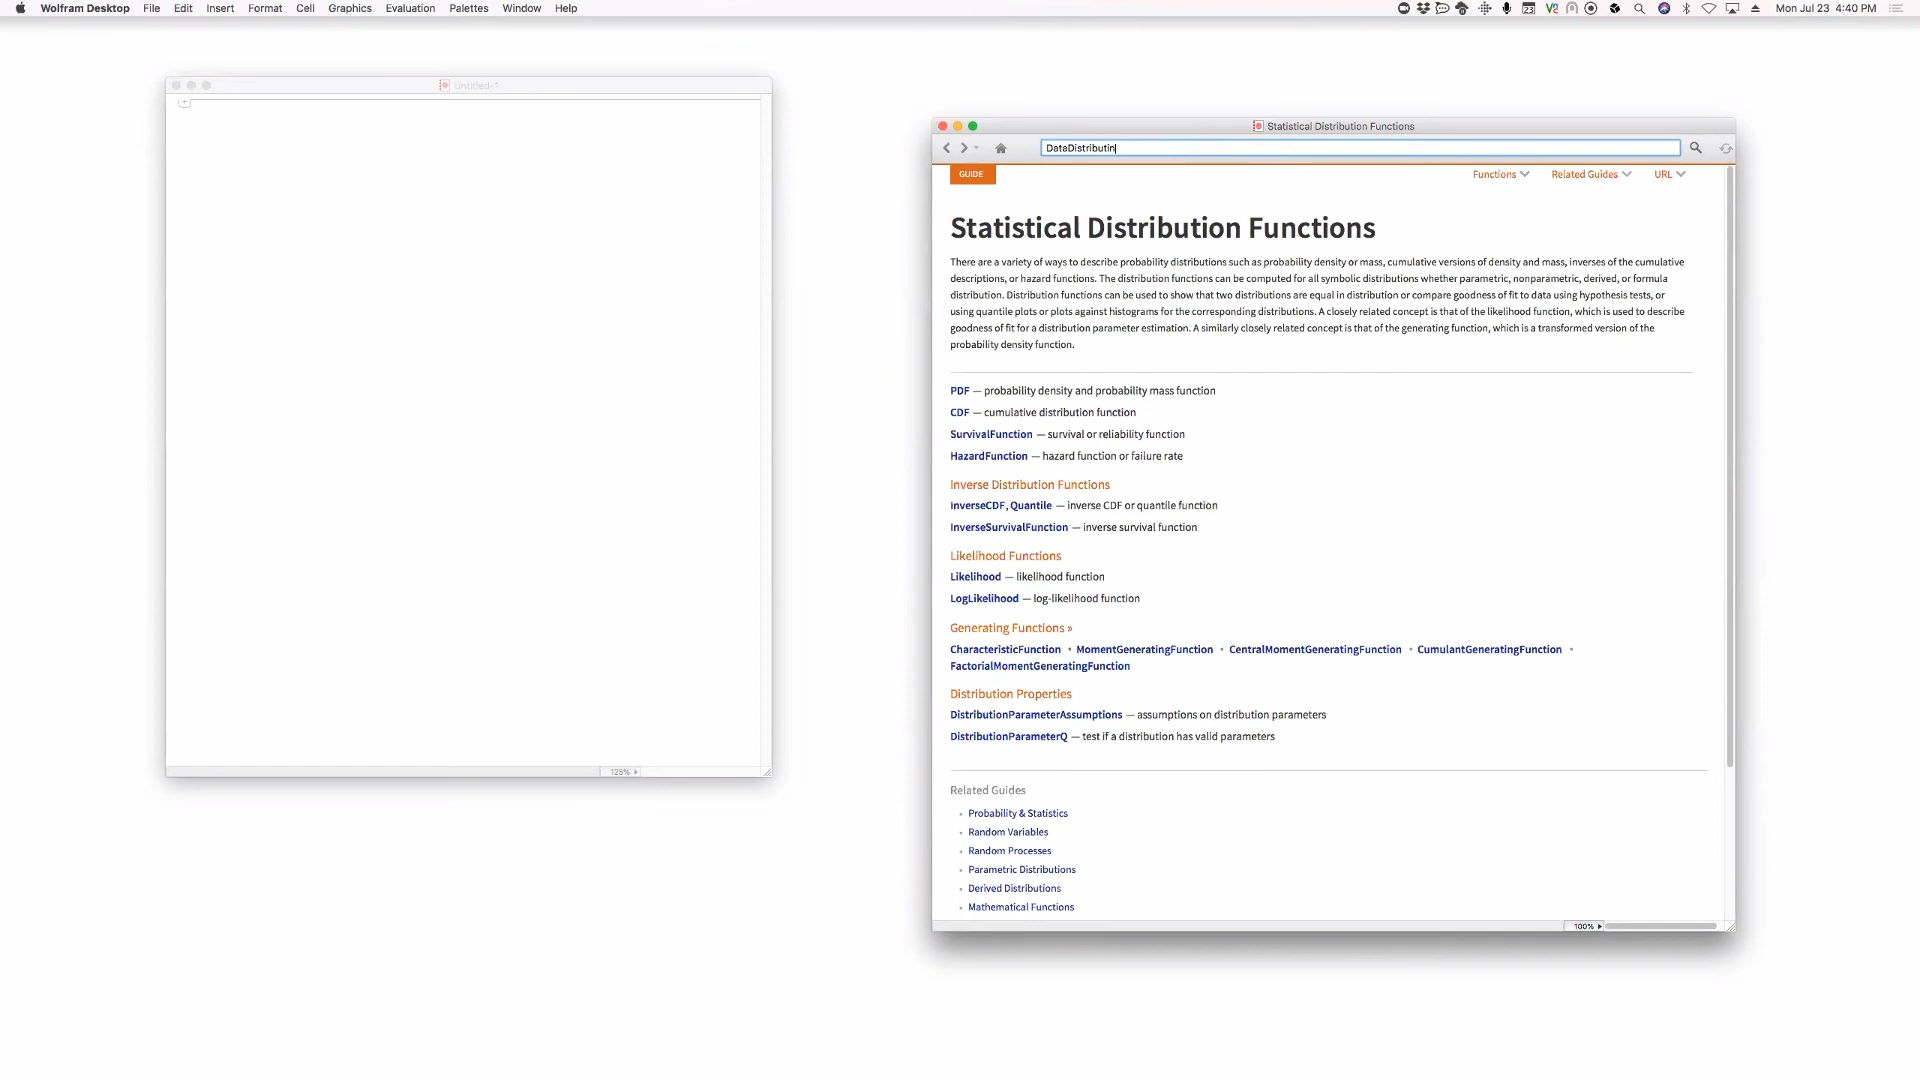 Wolfram Desktop File Edit Insert Format Cell Graphics Evaluation Palettes Window Help 23 Mon Jul 23 4:40 PM
Untitled-*
125%
Statistical Distribution Functions
DataDistributin
GUIDE Functions Related Guides URL
Statistical Distribution Functions
There are a variety of ways to describe probability distributions such as probability density or mass, cumulative versions of density and mass, inverses of the cumulative
descriptions, or hazard functions. The distribution functions can be computed for all symbolic distributions whether parametric, nonparametric, derived, or formula
distribution. Distribution functions can be used to show that two distributions are equal in distribution or compare goodness of fit to data using hypothesis tests, or
using quantile plots or plots against histograms for the corresponding distributions. A closely related concept is that of the likelihood function, which is used to describe
goodness of fit for a distribution parameter estimation. A similarly closely related concept is that of the generating function, which is a transformed version of the
probability density function.
PDF — probability density and probability mass function
CDF — cumulative distribution function
SurvivalFunction — survival or reliability function
HazardFunction — hazard function or failure rate
Inverse Distribution Functions
InverseCDF, Quantile — inverse CDF or quantile function
InverseSurvivalFunction — inverse survival function
Likelihood Functions
Likelihood — likelihood function
LogLikelihood — log-likelihood function
Generating Functions »
CharacteristicFunction ▪ MomentGeneratingFunction ▪ CentralMomentGeneratingFunction ▪ CumulantGeneratingFunction ▪
FactorialMomentGeneratingFunction
Distribution Properties
DistributionParameterAssumptions — assumptions on distribution parameters
DistributionParameterQ — test if a distribution has valid parameters
Related Guides
▪ Probability & Statistics
▪ Random Variables
▪ Random Processes
▪ Parametric Distributions
▪ Derived Distributions
▪ Mathematical Functions
100%